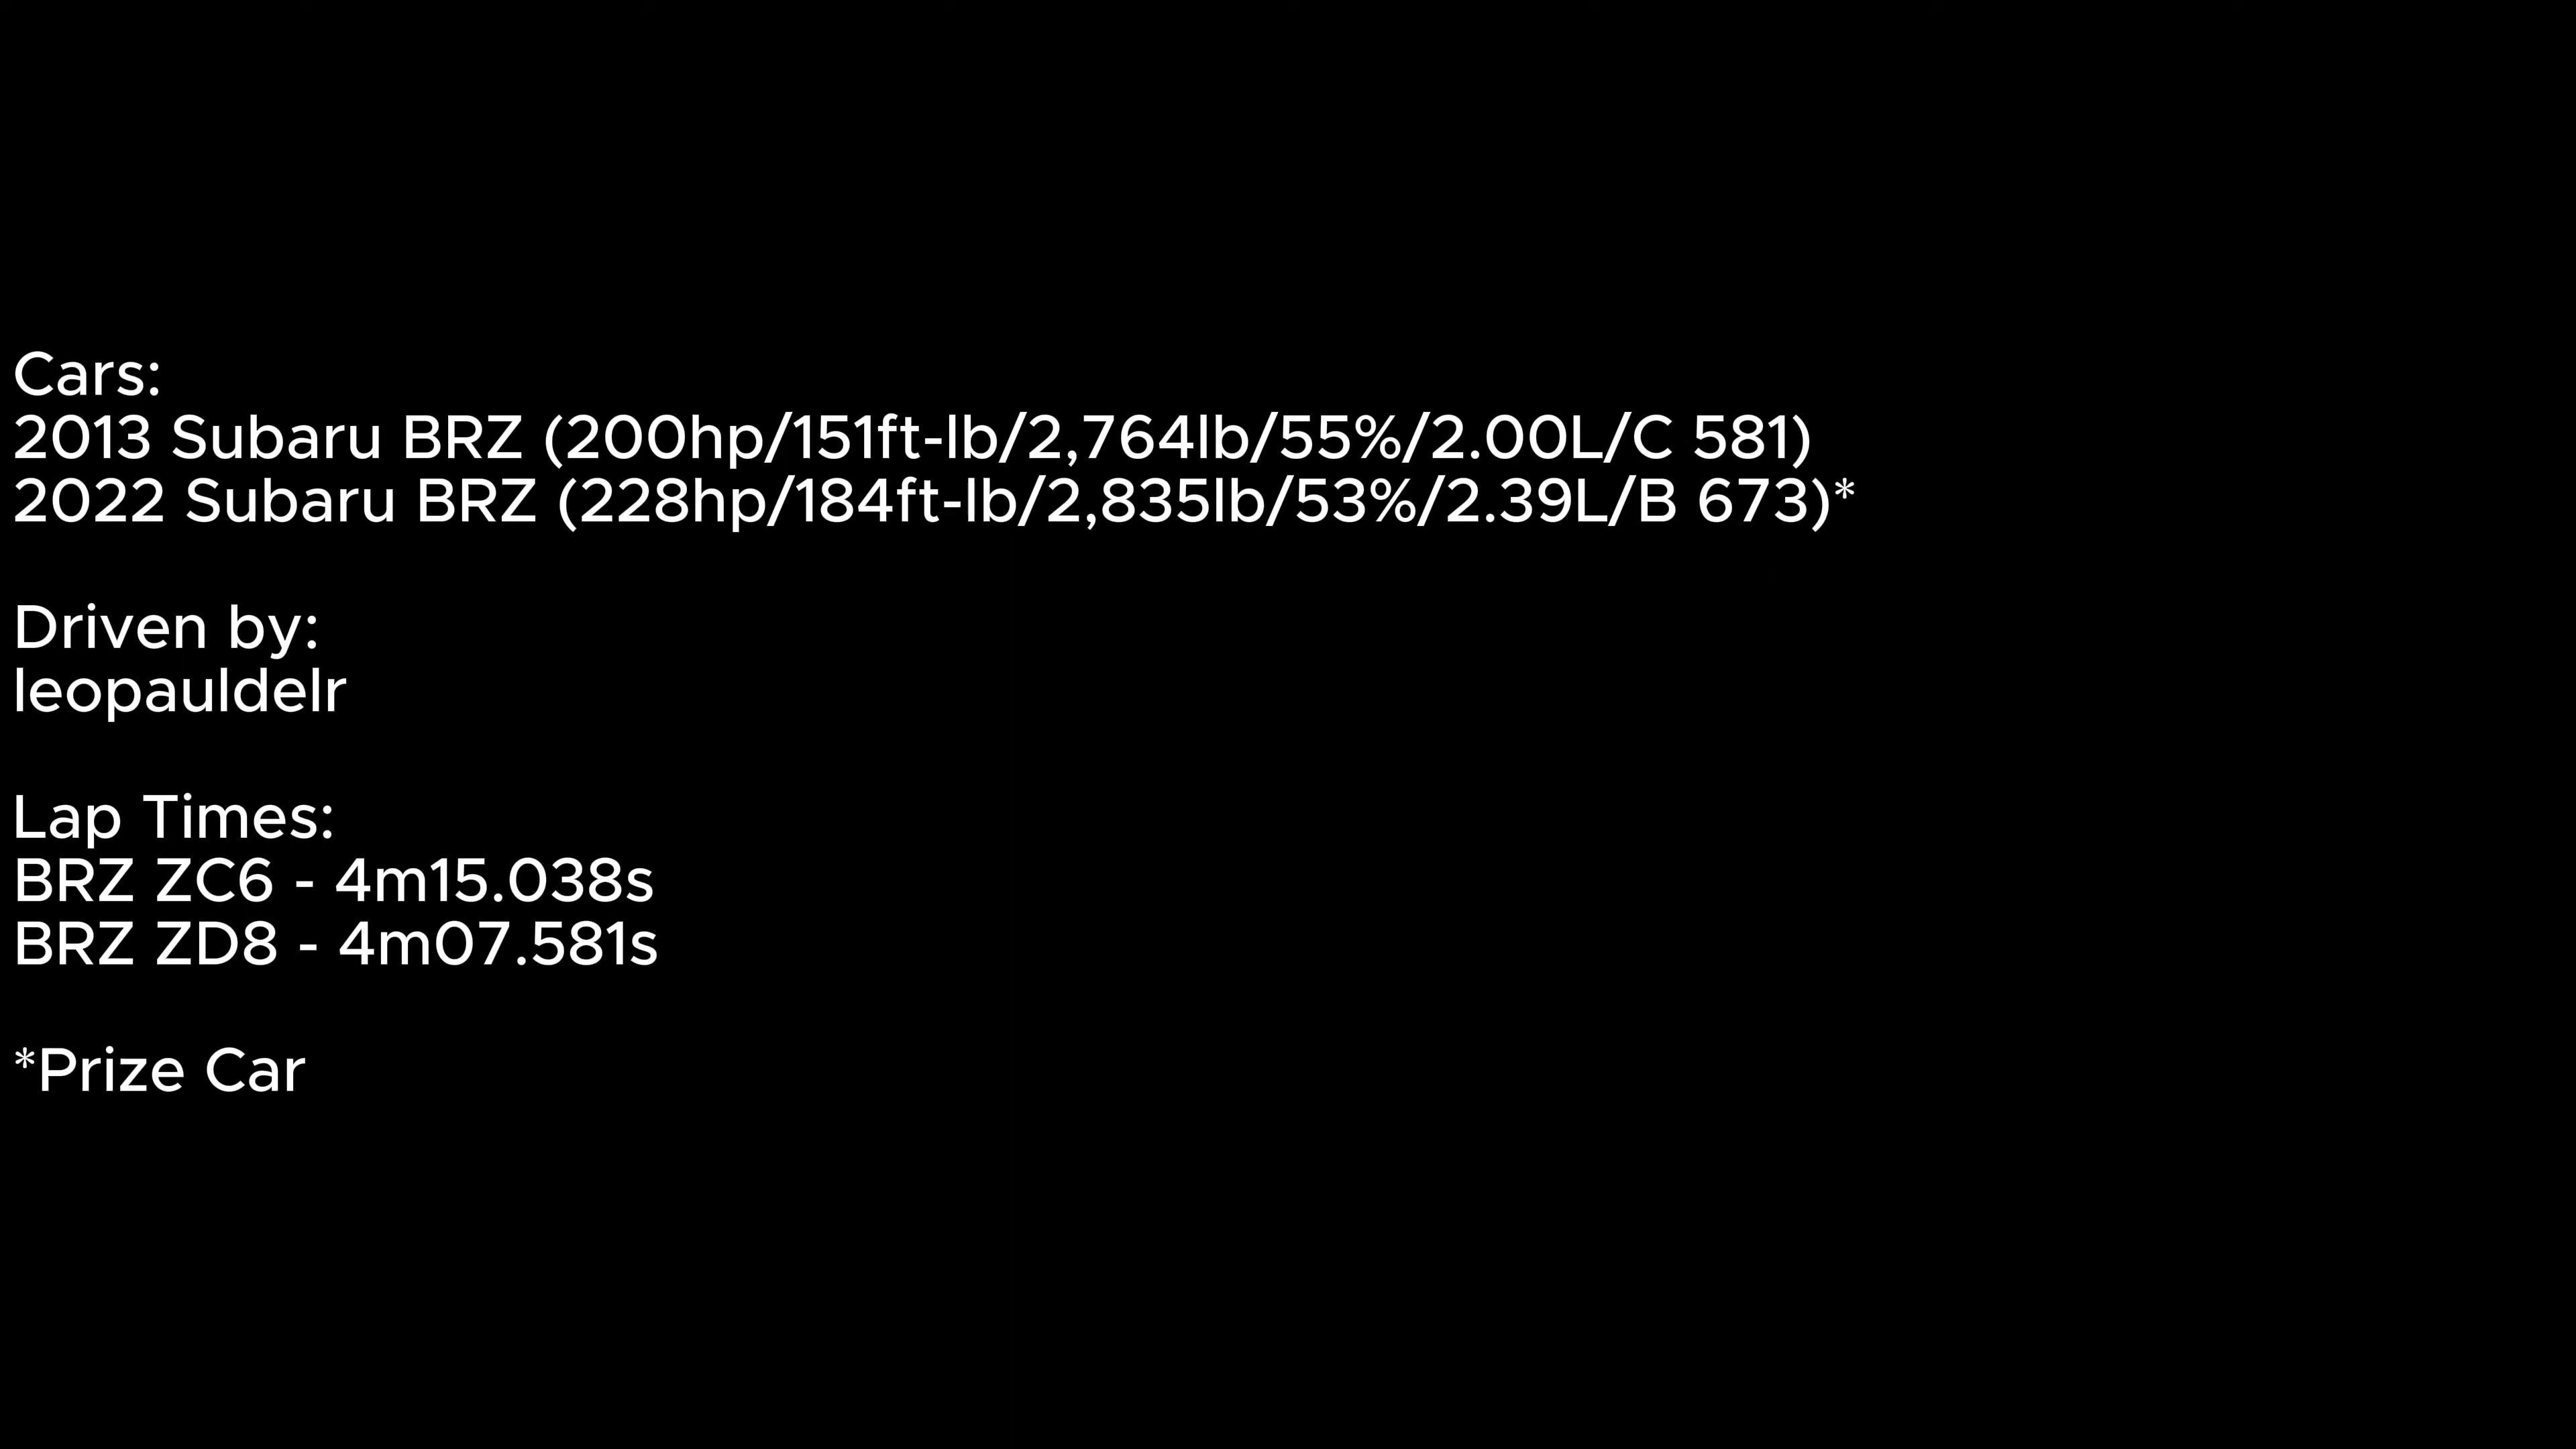 Cars:
2013 Subaru BRZ (200hp/151ft-lb/2,764lb/55%/2.00L/C 581)
2022 Subaru BRZ (228hp/184ft-lb/2,835lb/53%/2.39L/B 673)*
Driven by:
leopauldelr
Lap Times:
BRZ ZC6 - 4m15.038s
BRZ ZD8 - 4m07.581s
*Prize Car